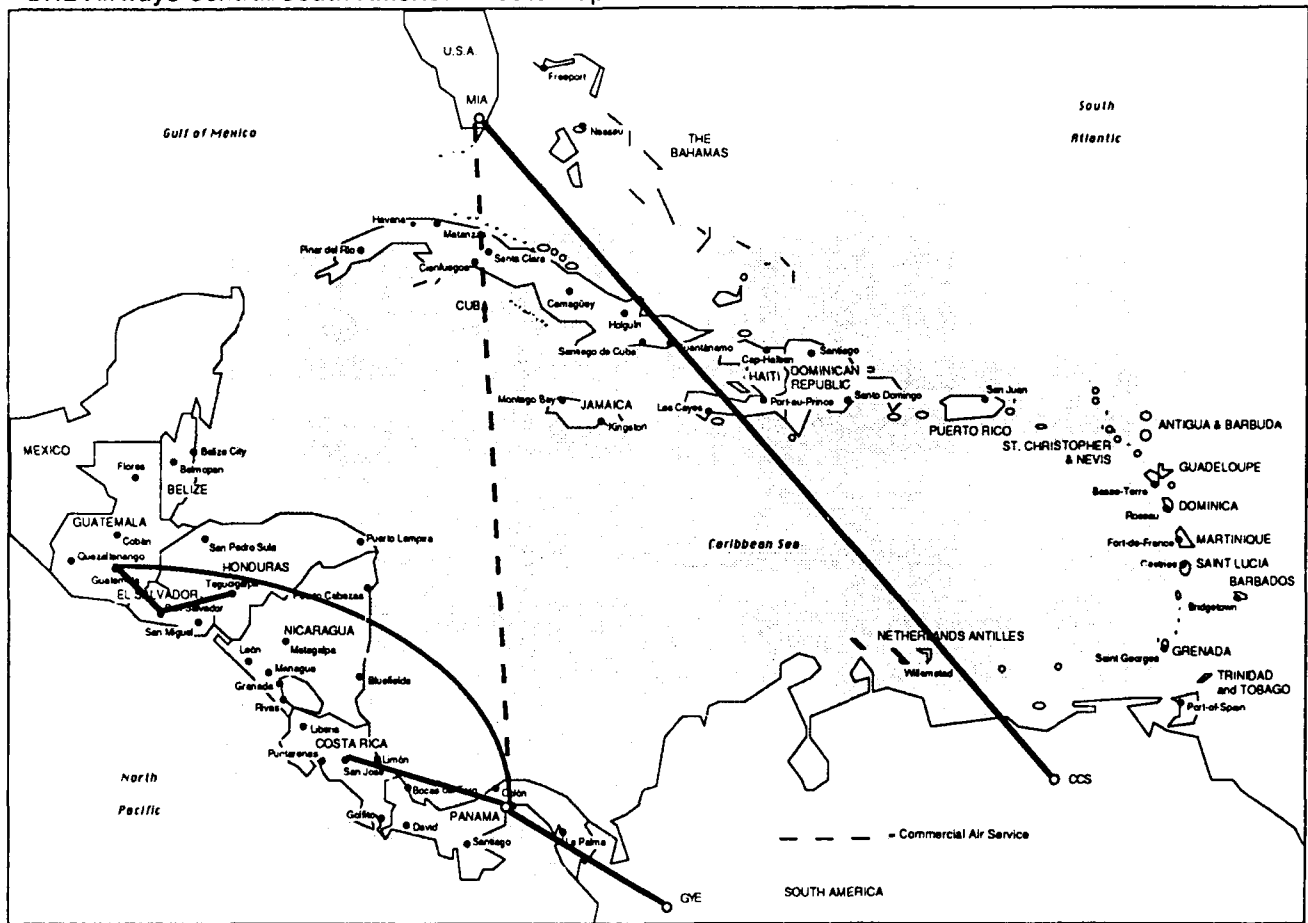 U.S.A.
Freeport
MIA
South
Atlantic
Gulf of Mexico
Nassau
THE
BAHAMAS
Havana
Matanzas
Pinar del Rio
Santa Clara
Cienfuegos
CUBA
Camagüey
Holguin
Santiago de Cuba
Guantánamo
Cap-Haitien
Santiago
HAITI
DOMINICAN
REPUBLIC
Montego Bay
JAMAICA
Kingston
Les Cayes
Port-au-Prince
Santo Domingo
San Juan
PUERTO RICO
ANTIGUA & BARBUDA
ST. CHRISTOPHER
& NEVIS
GUADELOUPE
Basse-Terre
DOMINICA
Roseau
MARTINIQUE
Fort-de-France
SAINT LUCIA
Castries
BARBADOS
Bridgetown
GRENADA
Saint Georges
TRINIDAD
and TOBAGO
Port-of-Spain
MEXICO
Belize City
Flores
Belmopan
BELIZE
GUATEMALA
Cobán
Quezaltenango
San Pedro Sula
Puerto Lempira
HONDURAS
Guatemala
Tegucigalpa
EL SALVADOR
San Salvador
Puerto Cabezas
San Miguel
Caribbean Sea
NICARAGUA
León
Matagalpa
Managua
Granada
Bluefields
Rivas
NETHERLANDS ANTILLES
Willemstad
Liberia
COSTA RICA
Puntarenas
San José
Limón
North
Pacific
Bocas del Toro
Colón
PANAMA
Golfito
David
Santiago
La Palma
CCS
- Commercial Air Service
GYE
SOUTH AMERICA